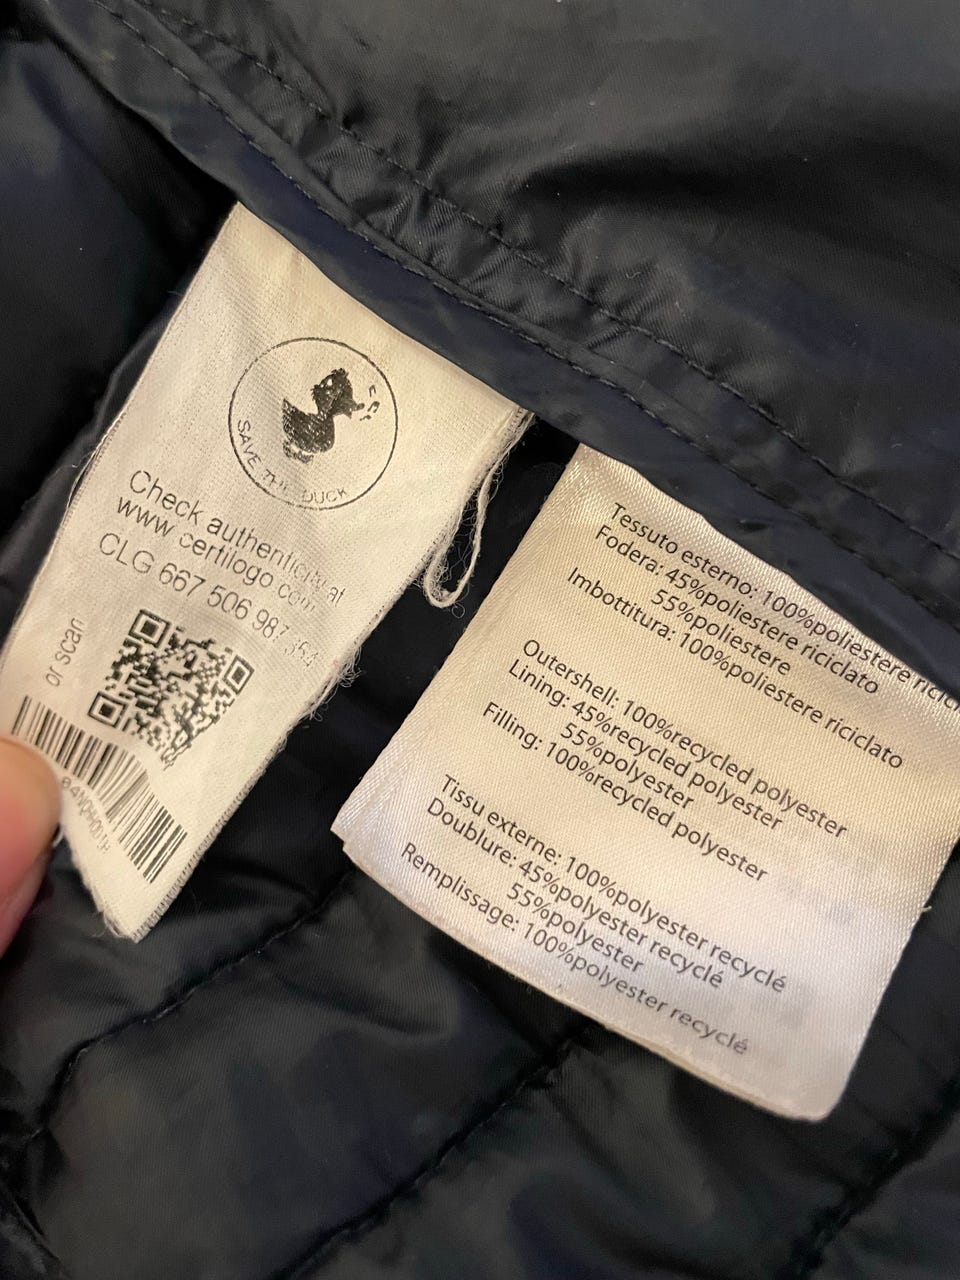 SAVE THE DUCK
Check authenticity at
www certilogo com
CLG 667 506 987 354
or scan
Tessuto esterno: 100%poliestere riciclato
Fodera: 45%poliestere riciclato
55%poliestere
Imbottitura: 100%poliestere riciclato
Outershell: 100%recycled polyester
Lining: 45%recycled polyester
55%polyester
Filling: 100%recycled polyester
Tissu externe: 100%polyester recyclé
Doublure: 45%polyester recyclé
55%polyester
Remplissage: 100%polyester recyclé